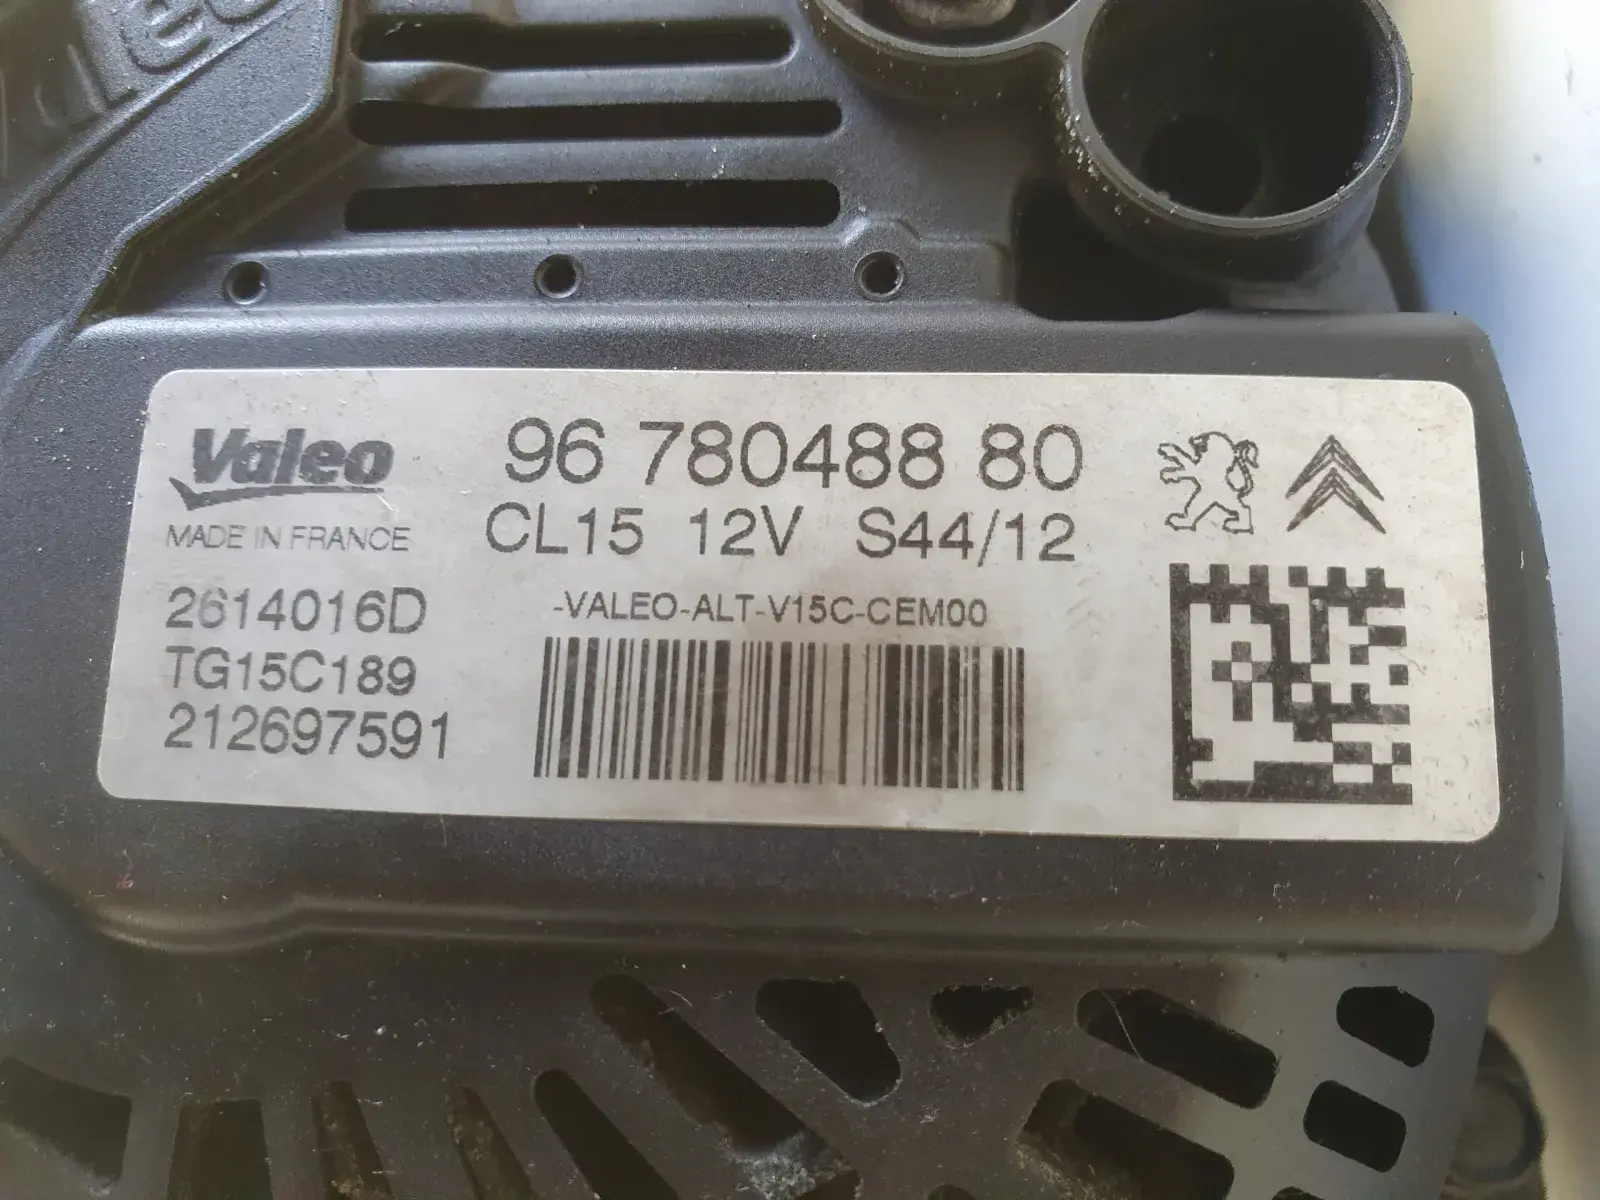 Valeo
96 780488 80
MADE IN FRANCE
CL15 12V S44/12
2614016D
-VALEO-ALT-V15C-CEM00
TG15C189
212697591